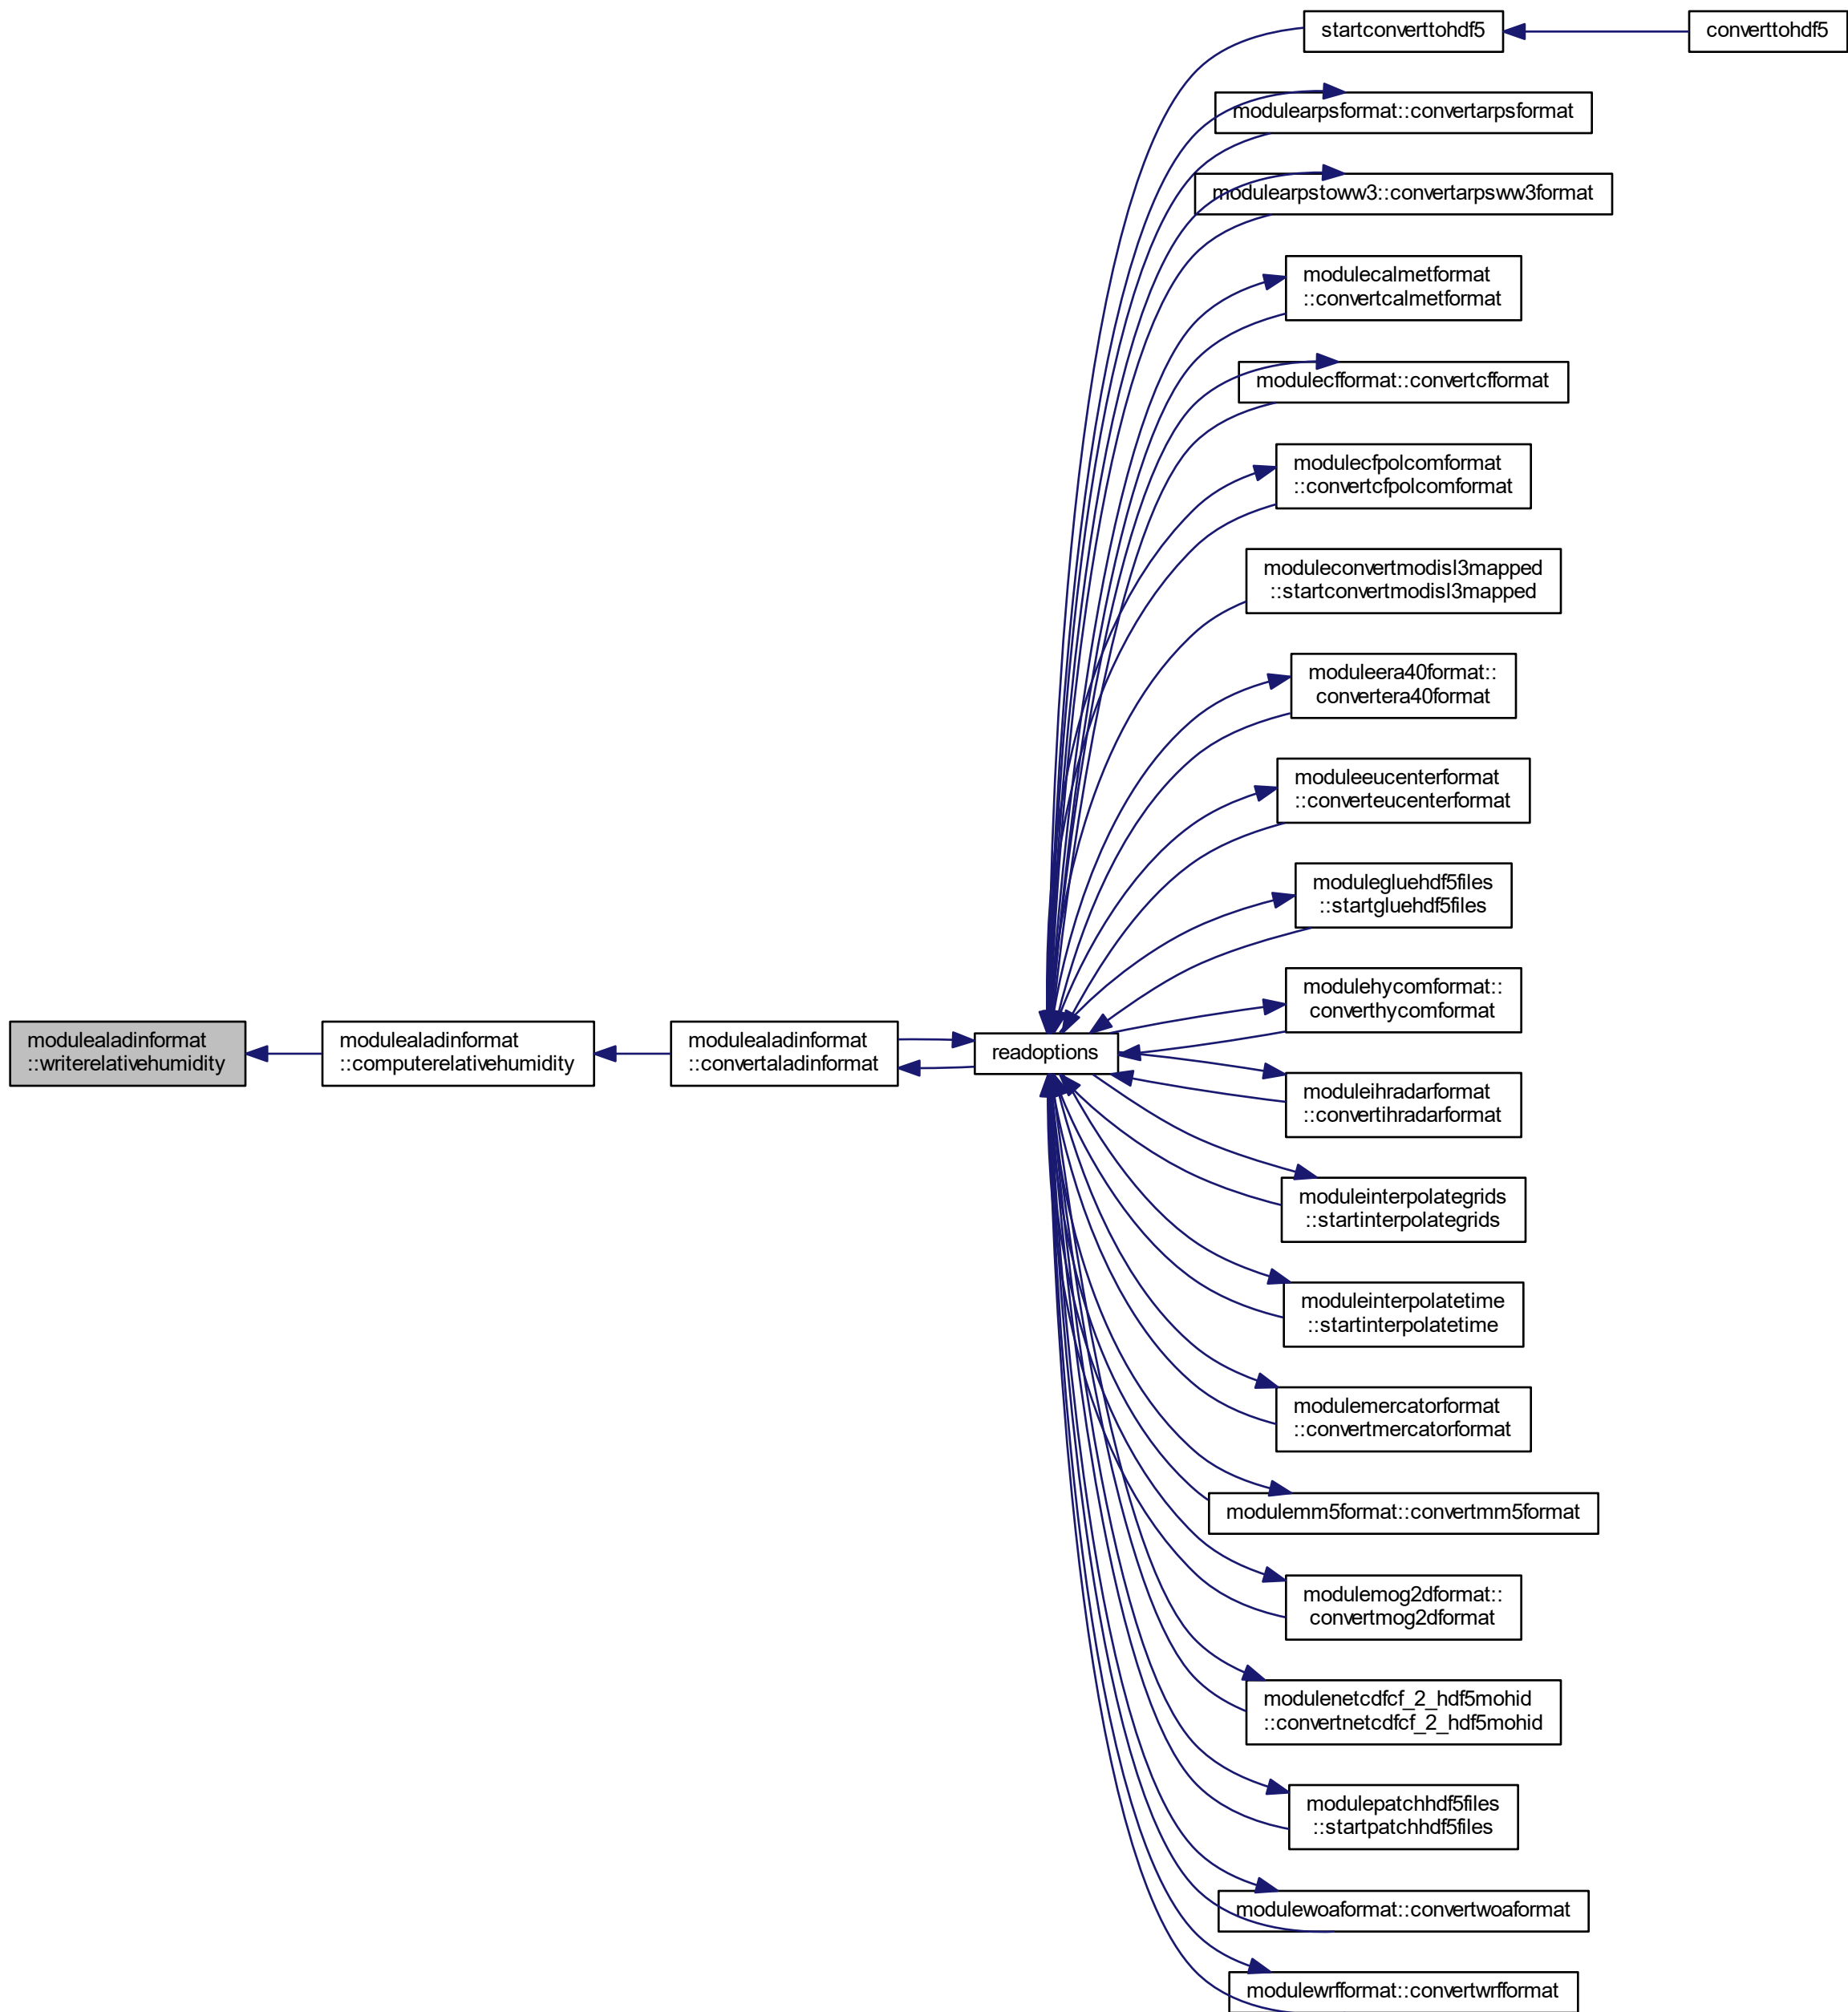 startconverttohdf5
converttohdf5
modulearpsformat::convertarpsformat
modulearpstoww3::convertarpsww3format
modulecalmetformat
::convertcalmetformat
modulecfformat::convertcfformat
modulecfpolcomformat
::convertcfpolcomformat
moduleconvertmodisl3mapped
::startconvertmodisl3mapped
moduleera40format::
convertera40format
moduleeucenterformat
::converteucenterformat
modulegluehdf5files
::startgluehdf5files
modulehycomformat::
converthycomformat
modulealadinformat
::writerelativehumidity
modulealadinformat
::computerelativehumidity
modulealadinformat
::convertaladinformat
readoptions
moduleihradarformat
::convertihradarformat
moduleinterpolategrids
::startinterpolategrids
moduleinterpolatetime
::startinterpolatetime
modulemercatorformat
::convertmercatorformat
modulemm5format::convertmm5format
modulemog2dformat::
convertmog2dformat
modulenetcdfcf_2_hdf5mohid
::convertnetcdfcf_2_hdf5mohid
modulepatchhdf5files
::startpatchhdf5files
modulewoaformat::convertwoaformat
modulewrfformat::convertwrfformat